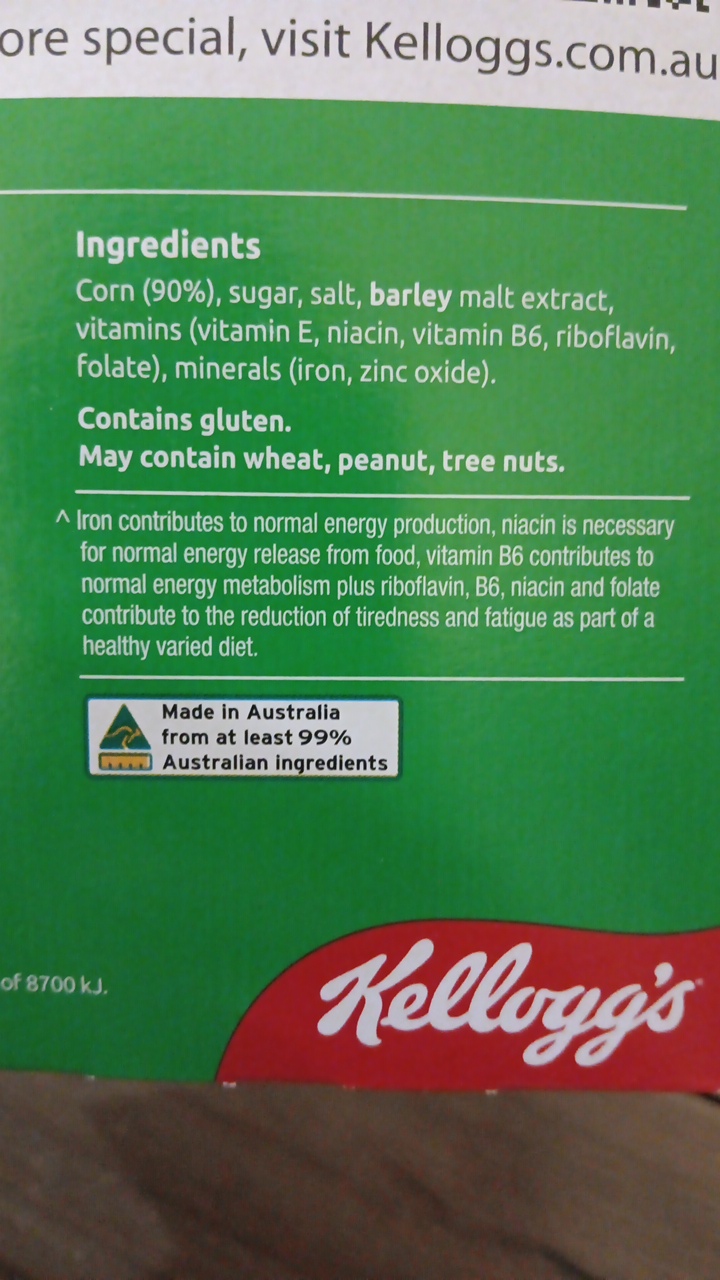 ore special, visit Kelloggs.com.au
Ingredients
Corn (90%), sugar, salt, barley malt extract,
vitamins (vitamin E, niacin, vitamin B6, riboflavin,
folate), minerals (iron, zinc oxide).
Contains gluten.
May contain wheat, peanut, tree nuts.
^ Iron contributes to normal energy production, niacin is necessary
for normal energy release from food, vitamin B6 contributes to
normal energy metabolism plus riboflavin, B6, niacin and folate
contribute to the reduction of tiredness and fatigue as part of a
healthy varied diet.
Made in Australia
from at least 99%
Australian ingredients
of 8700 kJ.
Kellogg's